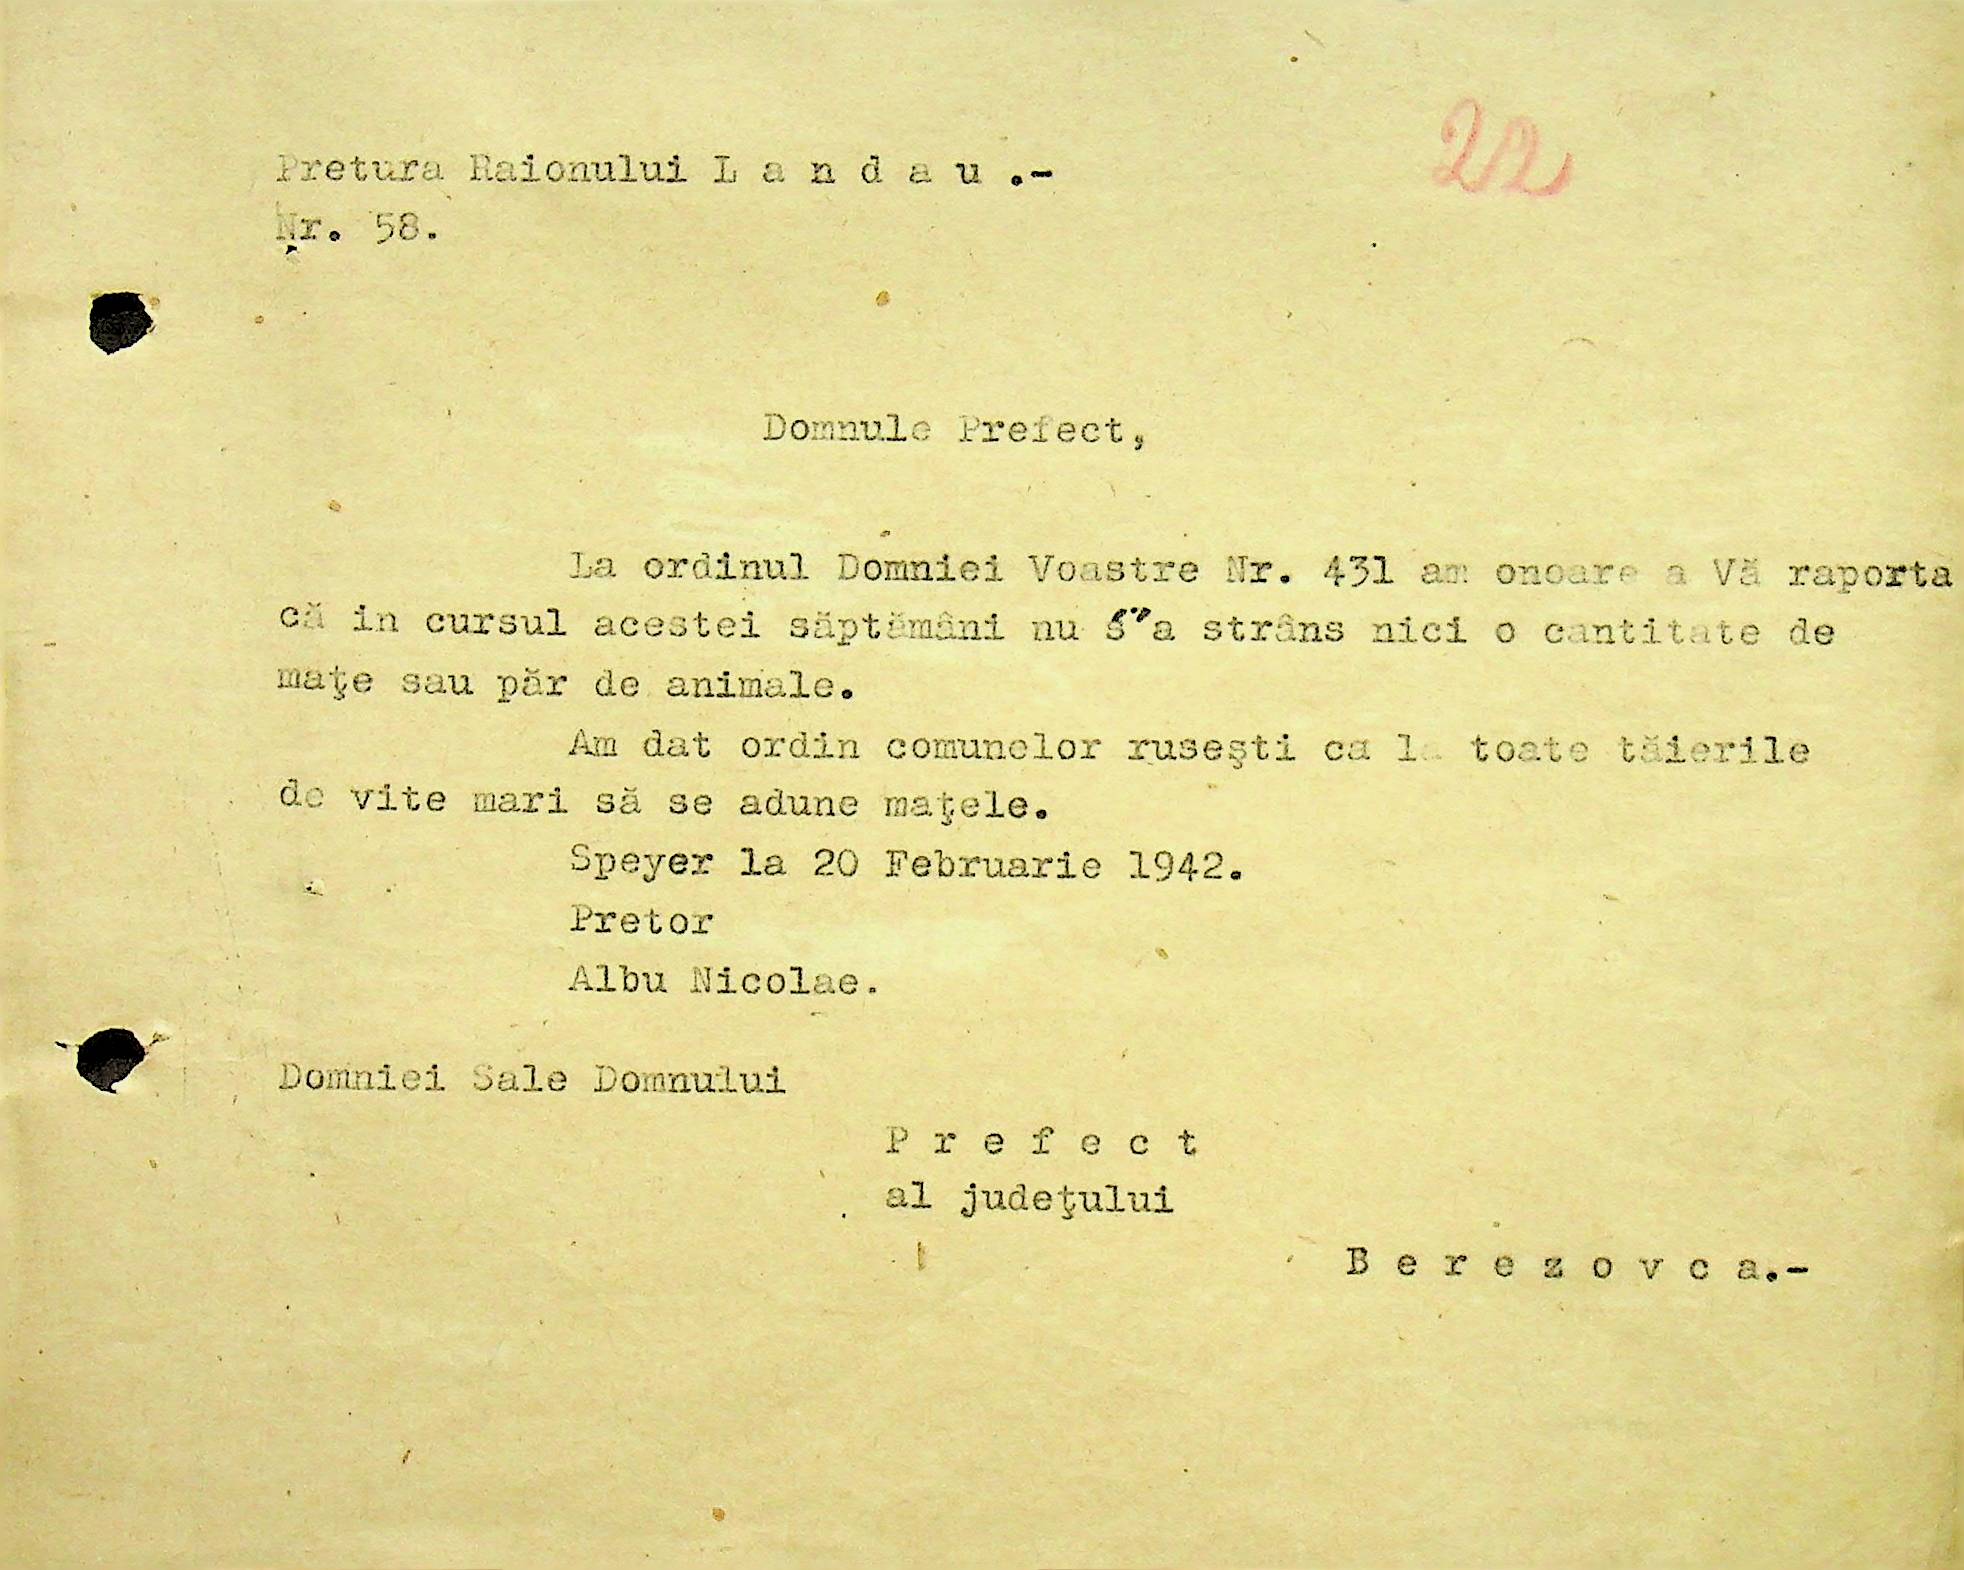 22
Pretura Raionului L a n d a u .-
Nr. 58.
Domnule Prefect,
La ordinul Domniei Voastre Nr. 431 am onoare a Vă raporta
că in cursul acestei săptămâni nu s"a strâns nici o cantitate de
maţe sau păr de animale.
Am dat ordin comunelor ruseşti ca la toate tăierile
de vite mari să se adune maţele.
Speyer la 20 Februarie 1942.
Pretor
Albu Nicolae.
Domniei Sale Domnului
P r e f e c t
al judeţului
B e r e z o v c a.-